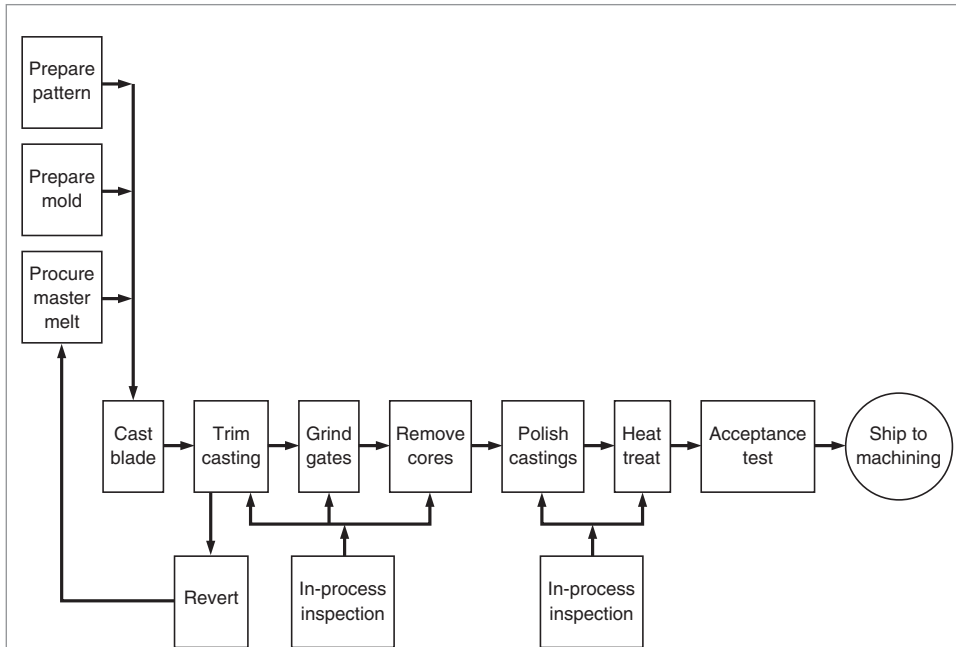 Prepare
pattern
Prepare
mold
Procure
master
melt
Cast
blade
Trim
casting
Grind
gates
Remove
cores
Polish
castings
Heat
treat
Acceptance
test
Ship to
machining
Revert
In-process
inspection
In-process
inspection